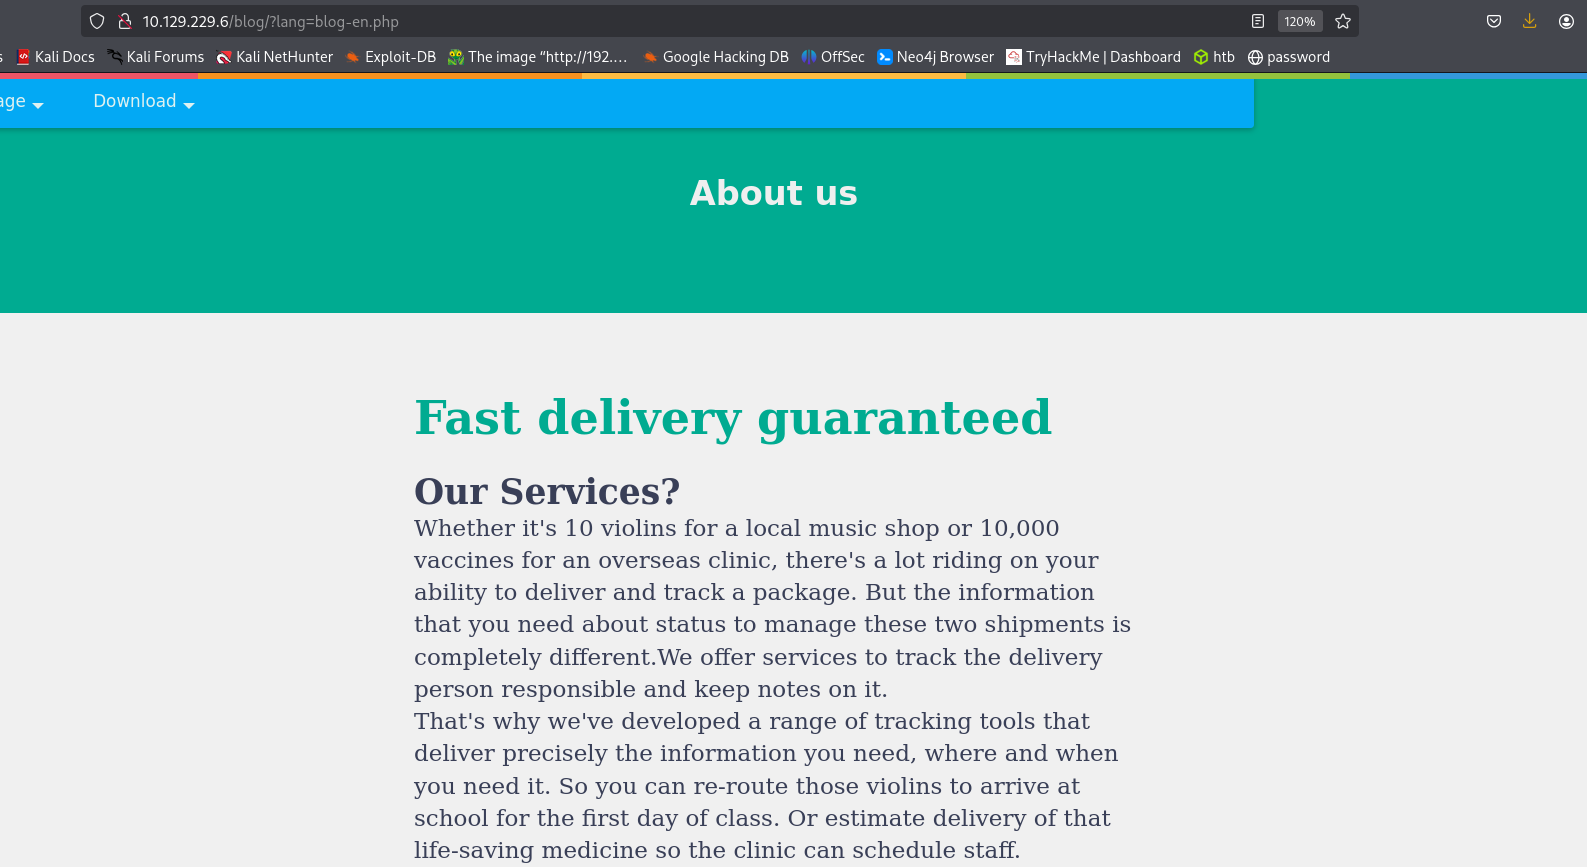 10.129.229.6/blog/?lang=blog-en.php
120%
s Kali Docs Kali Forums Kali NetHunter Exploit-DB The image “http://192.... Google Hacking DB OffSec Neo4j Browser TryHackMe | Dashboard htb password
age Download
About us
Fast delivery guaranteed
Our Services?
Whether it's 10 violins for a local music shop or 10,000
vaccines for an overseas clinic, there's a lot riding on your
ability to deliver and track a package. But the information
that you need about status to manage these two shipments is
completely different.We offer services to track the delivery
person responsible and keep notes on it.
That's why we've developed a range of tracking tools that
deliver precisely the information you need, where and when
you need it. So you can re-route those violins to arrive at
school for the first day of class. Or estimate delivery of that
life-saving medicine so the clinic can schedule staff.